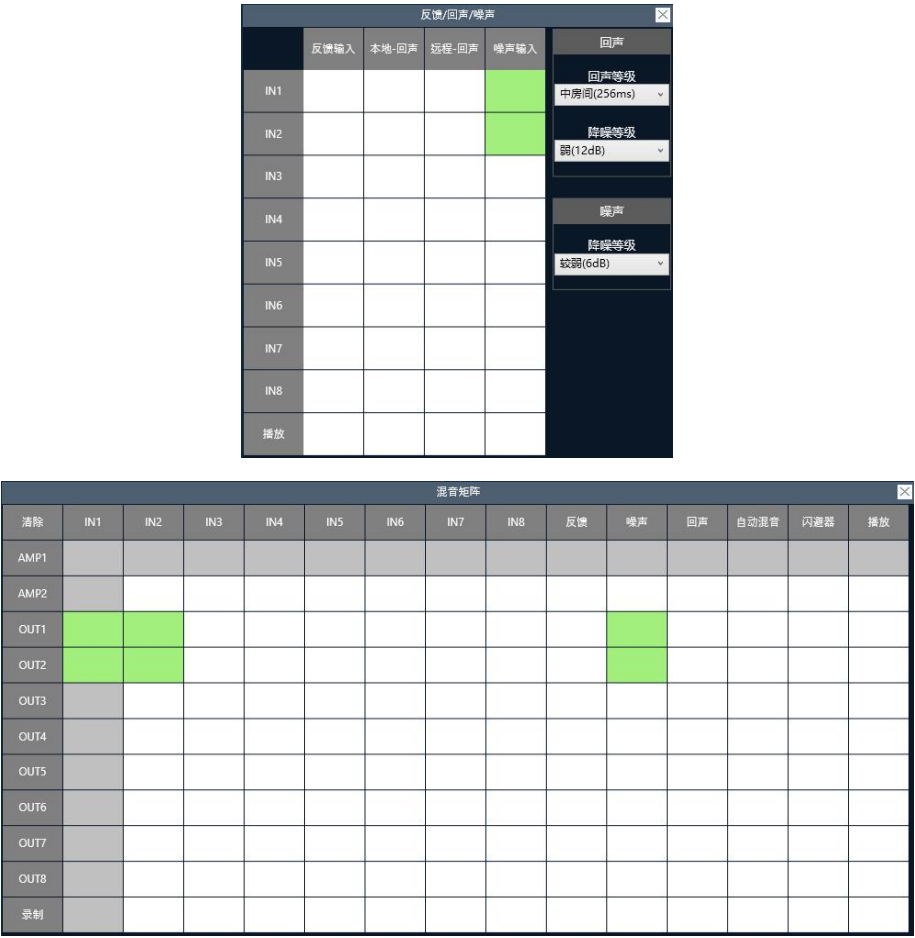 反馈/回声/噪声
反馈输入 本地-回声 远程-回声 噪声输入
IN1
IN2
IN3
IN4
IN5
IN6
IN7
IN8
播放
回声
回声等级
中房间(256ms)
降噪等级
弱(12dB)
噪声
降噪等级
较弱(6dB)
混音矩阵
清除 IN1 IN2 IN3 IN4 IN5 IN6 IN7 IN8 反馈 噪声 回声 自动混音 闪避器 播放
AMP1
AMP2
OUT1
OUT2
OUT3
OUT4
OUT5
OUT6
OUT7
OUT8
录制